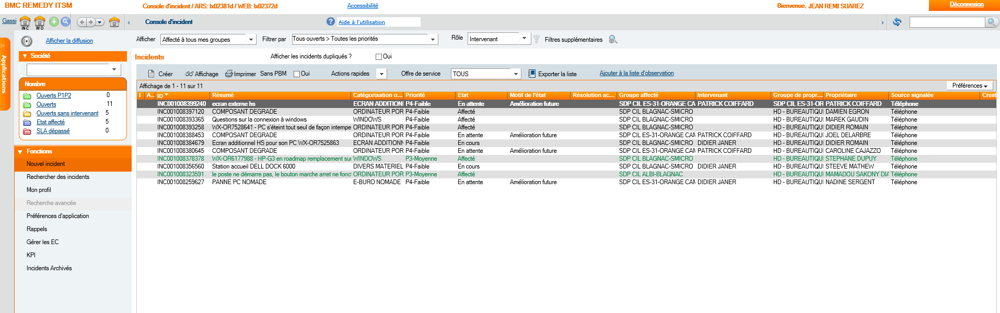 BMC REMEDY ITSM Console d'incident / ARS: lx02381d / WEB: lx02372d Accessibilité Bienvenue, JEAN REMI SUAREZ Déconnexion
Gassi INC WO Console d'incident ? Aide à l'utilisation
Applications
Afficher la diffusion Afficher Affecté à tous mes groupes Filtrer par Tous ouverts > Toutes les priorités Rôle Intervenant Filtres supplémentaires
Société
Incidents Afficher les incidents dupliqués ? Oui
Créer Affichage Imprimer Sans PBM Oui Actions rapides Offre de service TOUS Exporter la liste Ajouter à la liste d'observation
Nombre
Ouverts P1P2 0
Ouverts 11
Ouverts sans intervenant 5
Etat affecté 5
SLA dépassé 0
Fonctions
Nouvel incident
Rechercher des incidents
Mon profil
Recherche avancée
Préférences d'application
Rappels
Gérer les EC
KPI
Incidents Archivés
Affichage de 1 - 11 sur 11 Préférences
I A.. ID Résumé Catégorisation o... Priorité Etat Motif de l'état Résolution ac... Groupe affecté Intervenant Groupe de propr... Propriétaire Source signalée Creat
INC001008399240 ecran externe hs ECRAN ADDITION P4-Faible En attente Amélioration future SDP CIL ES-31-ORANGE CA PATRICK COIFFARD SDP CIL ES-31-OR PATRICK COIFFARD Téléphone
INC001008397120 COMPOSANT DEGRADE ORDINATEUR POR P4-Faible Affecté SDP CIL BLAGNAC-SMICRO HD - BUREAUTIQU DAMIEN EGRON Téléphone
INC001008393365 Questions sur la connexion à windows WINDOWS P4-Faible Affecté SDP CIL BLAGNAC-SMICRO HD - BUREAUTIQU MAREK GAUDIN Téléphone
INC001008393258 WX-OR7528641 - PC s'éteint tout seul de façon intempe ORDINATEUR POR P4-Faible Affecté SDP CIL BLAGNAC-SMICRO HD - BUREAUTIQU DIDIER ROMAIN Téléphone
INC001008388453 COMPOSANT DEGRADE ORDINATEUR POR P4-Faible En attente Amélioration future SDP CIL ES-31-ORANGE CAM PATRICK COIFFARD HD - BUREAUTIQU JOEL DELARBRE Téléphone
INC001008384679 Ecran additionnel HS pour son PC WX-OR7525863 ECRAN ADDITIONN P4-Faible En cours SDP CIL BLAGNAC-SMICRO DIDIER JANER HD - BUREAUTIQU DIDIER ROMAIN Téléphone
INC001008380645 COMPOSANT DEGRADE ORDINATEUR POR P4-Faible En attente Amélioration future SDP CIL ES-31-ORANGE CAM PATRICK COIFFARD HD - BUREAUTIQU CAROLINE CAJAZZO Téléphone
INC001008378378 WX-OR6177988 - HP-G3 en roadmap remplacement sur WINDOWS P3-Moyenne Affecté SDP CIL BLAGNAC-SMICRO HD - BUREAUTIQU STEPHANE DUPUY Téléphone
INC001008356560 Station accueil DELL DOCK 6000 DIVERS MATERIEL P4-Faible En cours SDP CIL BLAGNAC-SMICRO DIDIER JANER HD - BUREAUTIQU STEEVE MATHEW Téléphone
INC001008323591 le poste ne démarre pas, le bouton marche arret ne fonc ORDINATEUR POR P3-Moyenne Affecté SDP CIL ALBI-BLAGNAC HD - BUREAUTIQU MAMADOU SAKONY DIA Téléphone
INC001008259627 PANNE PC NOMADE E-BURO NOMADE P4-Faible En attente Amélioration future SDP CIL ES-31-ORANGE CAM DIDIER JANER HD - BUREAUTIQU NADINE SERGENT Téléphone